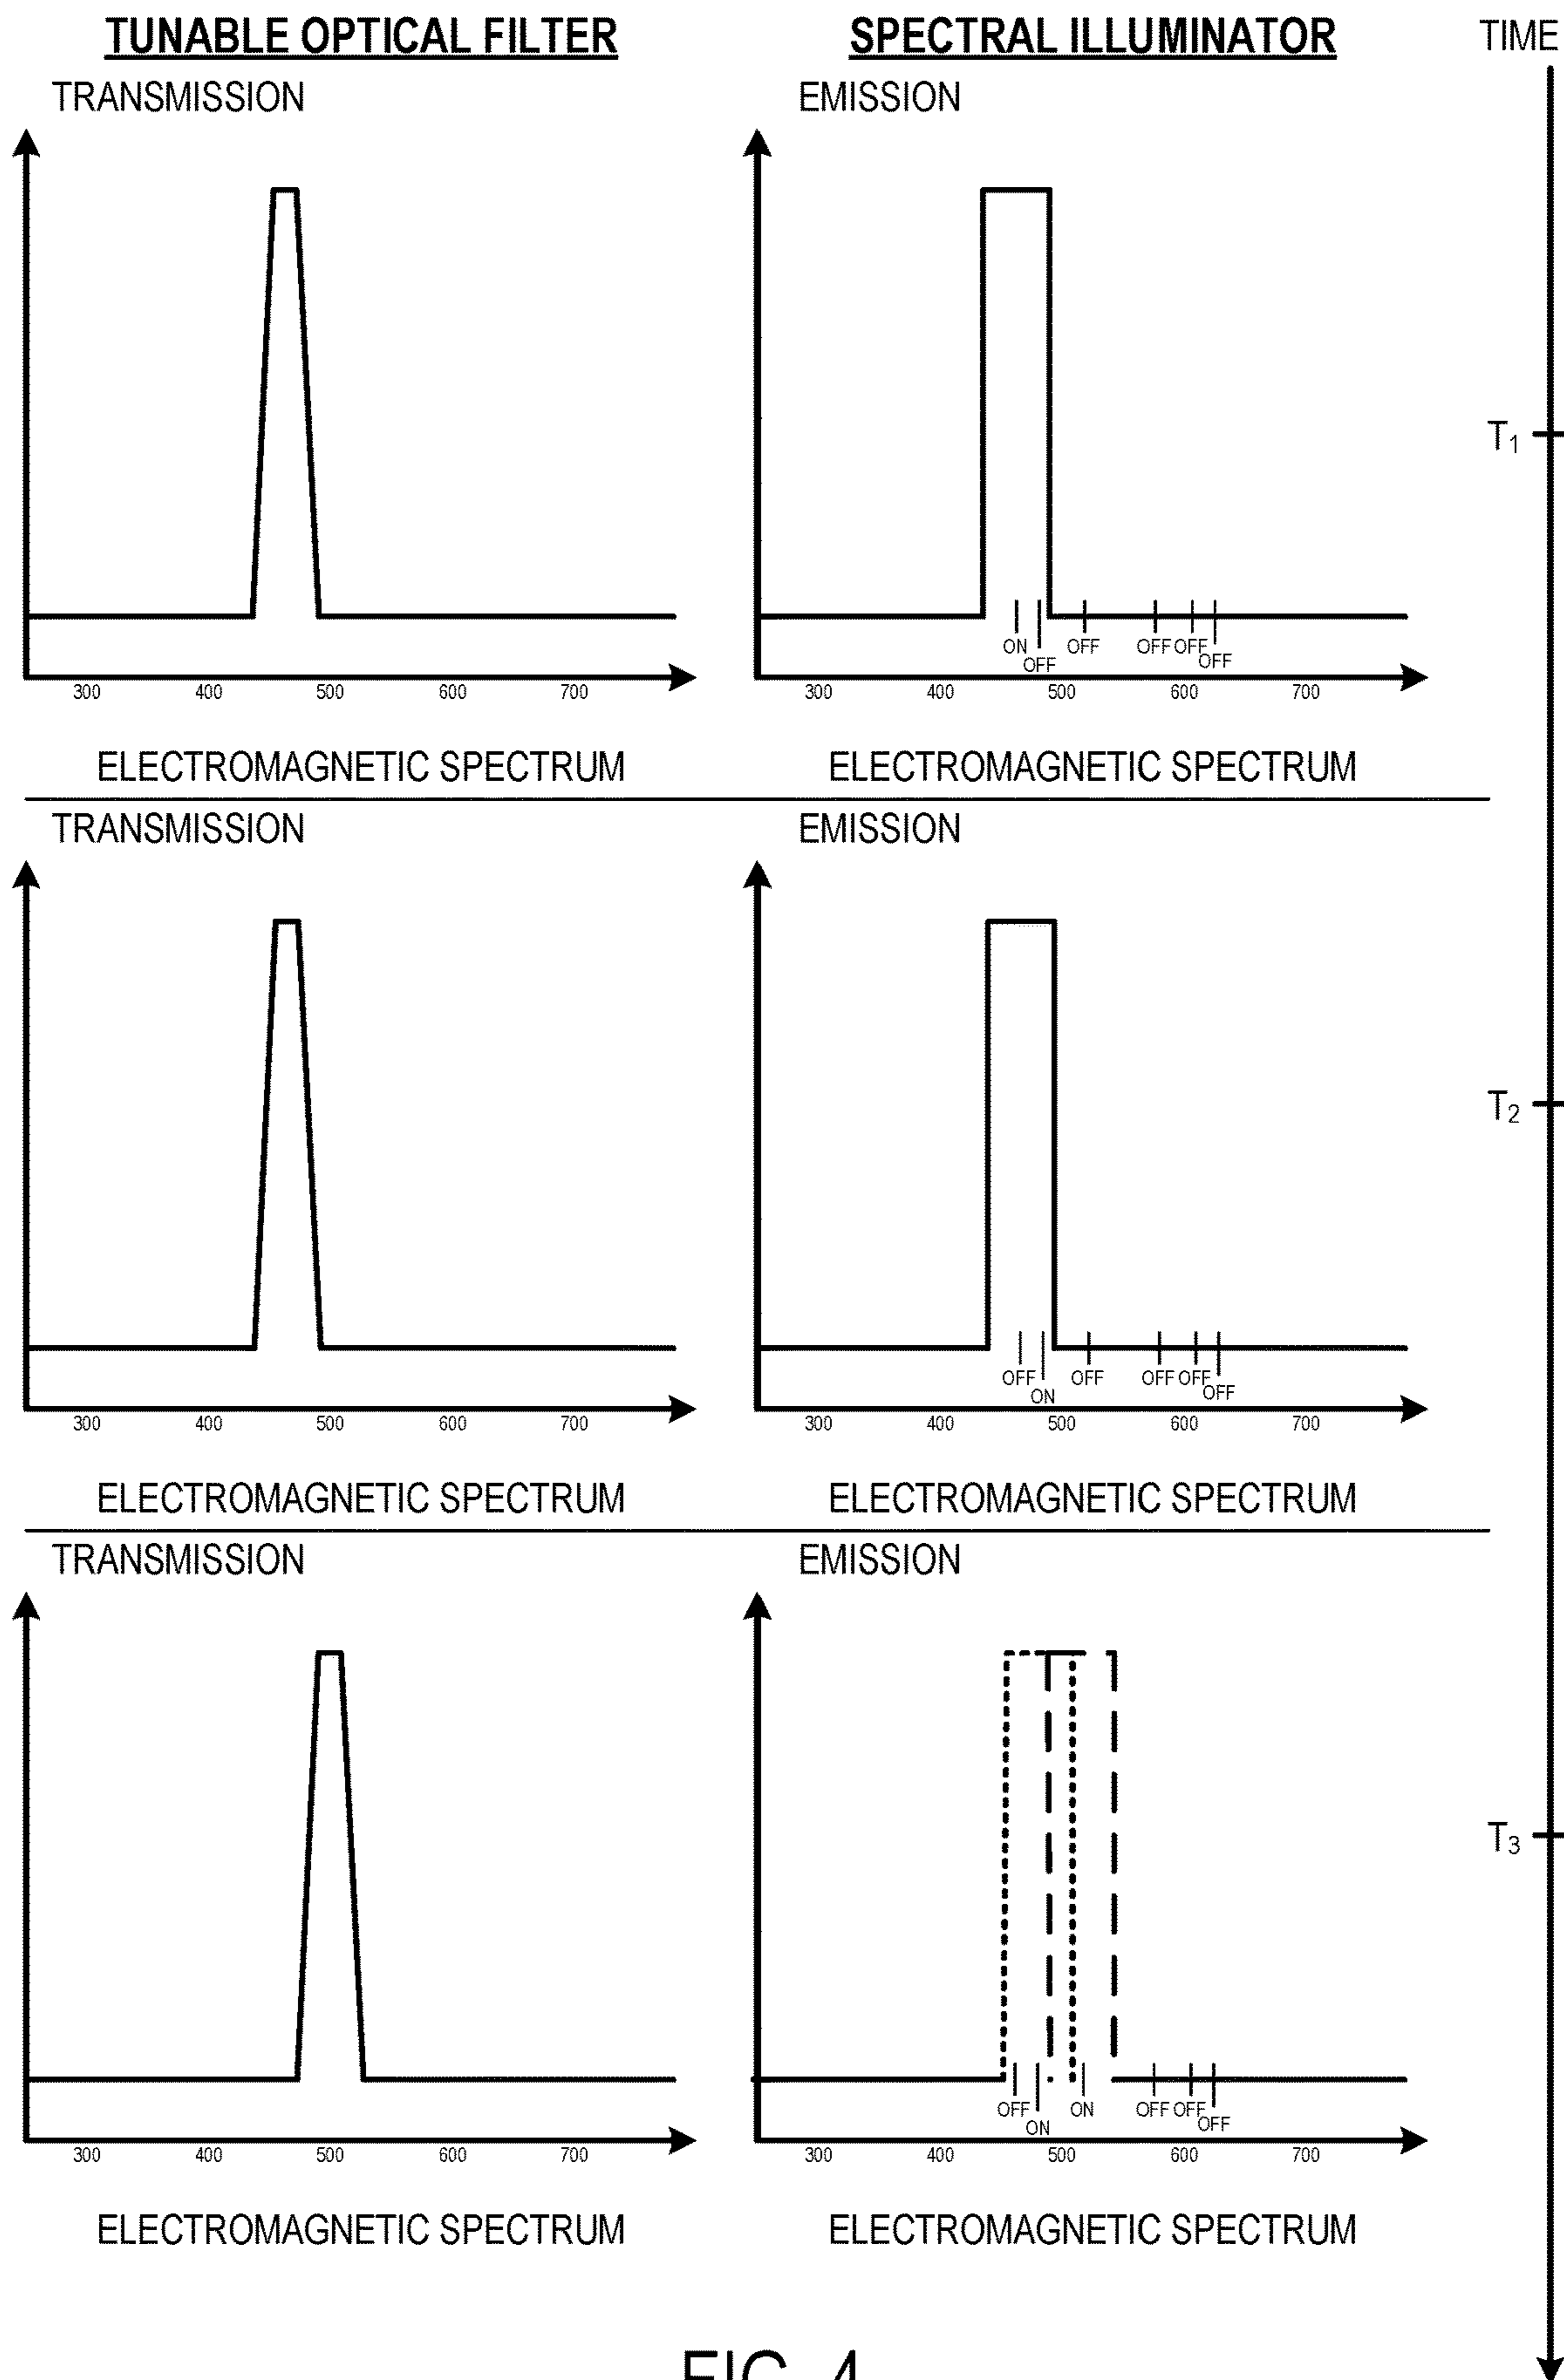 TUNABLE OPTICAL FILTER SPECTRAL ILLUMINATOR TIME
TRANSMISSION EMISSION
T1
ON OFF OFF OFF
OFF OFF
300 400 500 600 700 300 400 500 600 700
ELECTROMAGNETIC SPECTRUM ELECTROMAGNETIC SPECTRUM
TRANSMISSION EMISSION
T2
OFF OFF OFF OFF
ON OFF
300 400 500 600 700 300 400 500 600 700
ELECTROMAGNETIC SPECTRUM ELECTROMAGNETIC SPECTRUM
TRANSMISSION EMISSION
T3
OFF ON OFF OFF
ON OFF
300 400 500 600 700 300 400 500 600 700
ELECTROMAGNETIC SPECTRUM ELECTROMAGNETIC SPECTRUM
FIG. 4